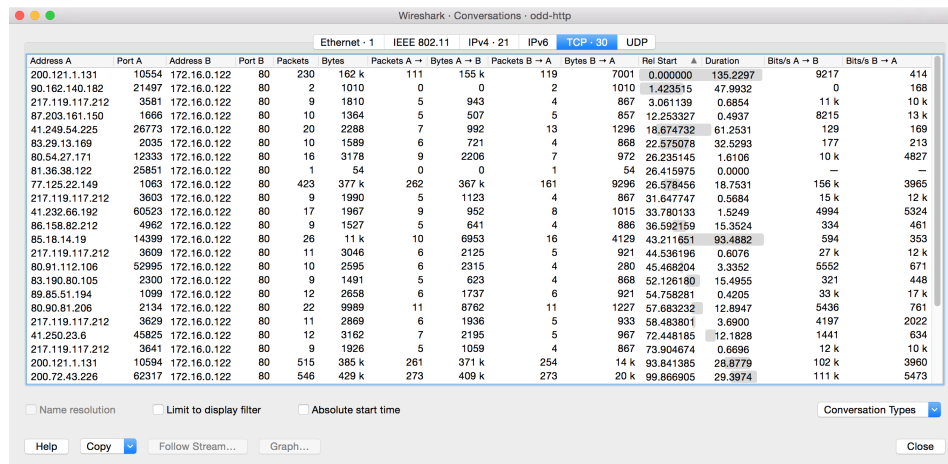 Wireshark · Conversations · odd-http
Ethernet · 1 IEEE 802.11 IPv4 · 21 IPv6 TCP · 30 UDP
Address A Port A Address B Port B Packets Bytes Packets A → Bytes A → B Packets B → A Bytes B → A Rel Start ▲ Duration Bits/s A → B Bits/s B → A
200.121.1.131 10554 172.16.0.122 80 230 162 k 111 155 k 119 7001 0.000000 135.2297 9217 414
90.162.140.182 21497 172.16.0.122 80 2 1010 0 0 2 1010 1.423515 47.9932 0 168
217.119.117.212 3581 172.16.0.122 80 9 1810 5 943 4 867 3.061139 0.6854 11 k 10 k
87.203.161.150 1666 172.16.0.122 80 10 1364 5 507 5 857 12.253327 0.4937 8215 13 k
41.249.54.225 26773 172.16.0.122 80 20 2288 7 992 13 1296 18.674732 61.2531 129 169
83.29.13.169 2035 172.16.0.122 80 10 1589 6 721 4 868 22.575078 32.5293 177 213
80.54.27.171 12333 172.16.0.122 80 16 3178 9 2206 7 972 26.235145 1.6106 10 k 4827
81.36.38.122 25851 172.16.0.122 80 1 54 0 0 1 54 26.415975 0.0000 — —
77.125.22.149 1063 172.16.0.122 80 423 377 k 262 367 k 161 9296 26.578456 18.7531 156 k 3965
217.119.117.212 3603 172.16.0.122 80 9 1990 5 1123 4 867 31.647747 0.5684 15 k 12 k
41.232.66.192 60523 172.16.0.122 80 17 1967 9 952 8 1015 33.780133 1.5249 4994 5324
86.158.82.212 4962 172.16.0.122 80 9 1527 5 641 4 886 36.592159 15.3524 334 461
85.18.14.19 14399 172.16.0.122 80 26 11 k 10 6953 16 4129 43.211651 93.4882 594 353
217.119.117.212 3609 172.16.0.122 80 11 3046 6 2125 5 921 44.536196 0.6076 27 k 12 k
80.91.112.106 52995 172.16.0.122 80 10 2595 6 2315 4 280 45.468204 3.3352 5552 671
83.190.80.105 2300 172.16.0.122 80 9 1491 5 623 4 868 52.126180 15.4955 321 448
89.85.51.194 1099 172.16.0.122 80 12 2658 6 1737 6 921 54.758281 0.4205 33 k 17 k
80.90.81.206 2134 172.16.0.122 80 22 9989 11 8762 11 1227 57.683232 12.8947 5436 761
217.119.117.212 3629 172.16.0.122 80 11 2869 6 1936 5 933 58.483801 3.6900 4197 2022
41.250.23.6 45825 172.16.0.122 80 12 3162 7 2195 5 967 72.448185 12.1828 1441 634
217.119.117.212 3641 172.16.0.122 80 9 1926 5 1059 4 867 73.904674 0.6696 12 k 10 k
200.121.1.131 10594 172.16.0.122 80 515 385 k 261 371 k 254 14 k 93.841385 28.8779 102 k 3960
200.72.43.226 62317 172.16.0.122 80 546 429 k 273 409 k 273 20 k 99.866905 29.3974 111 k 5473
Name resolution Limit to display filter Absolute start time Conversation Types
Help Copy Follow Stream... Graph... Close